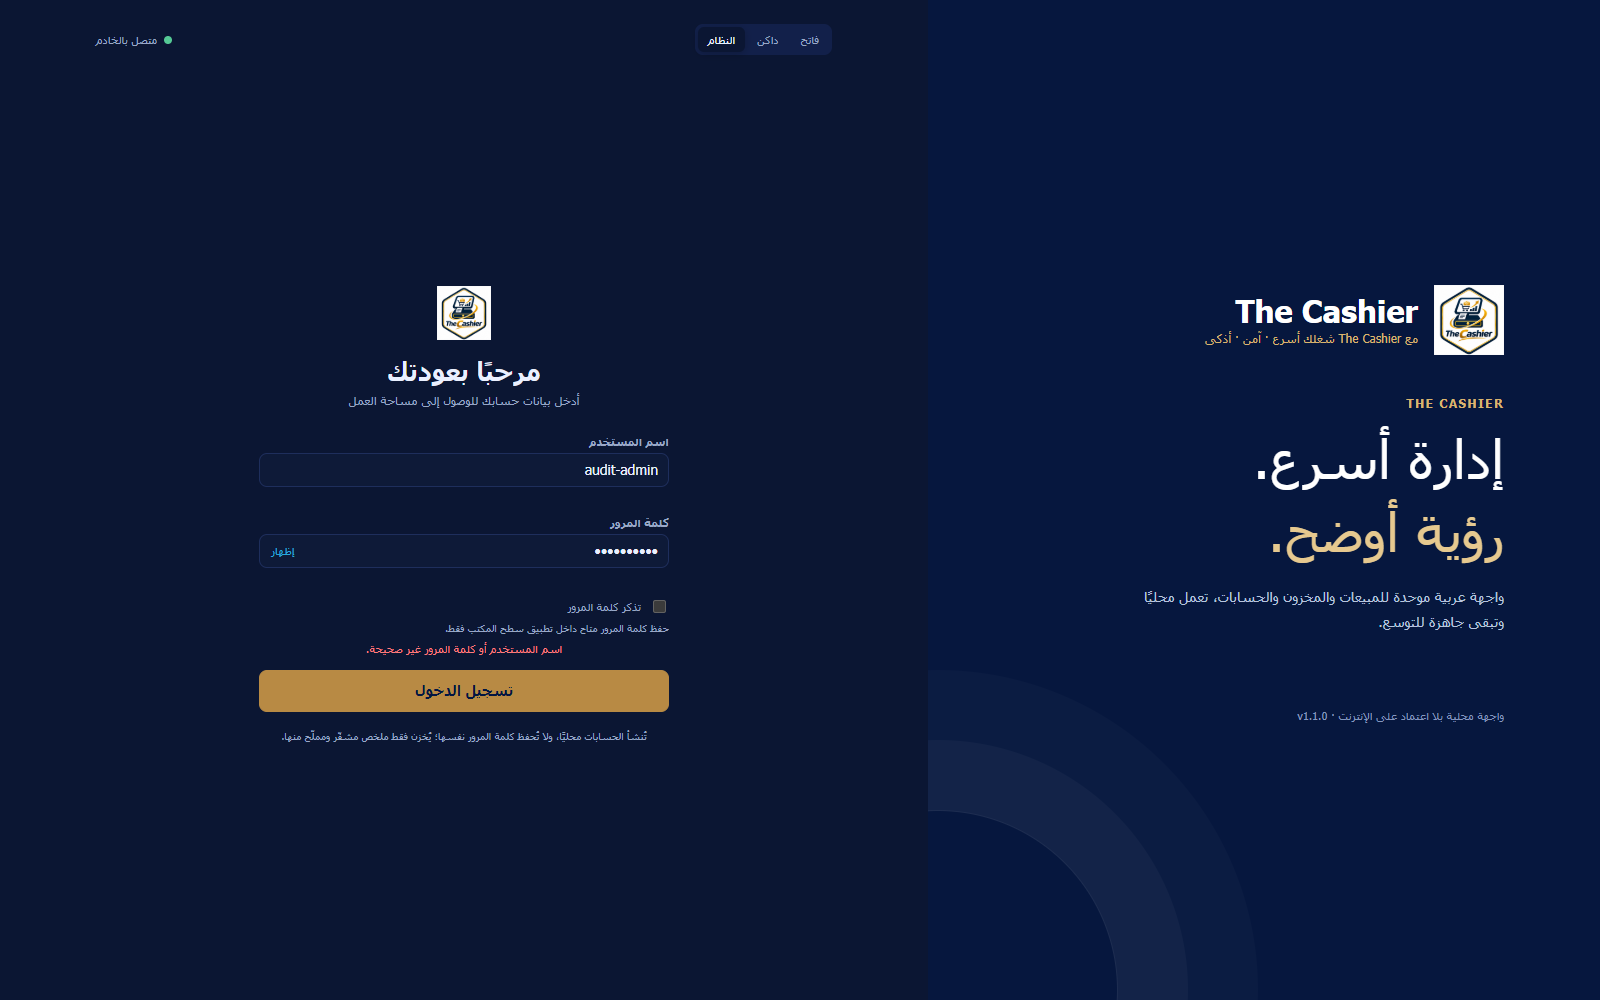 The Cashier
مع The Cashier شغلك أسرع · آمن · أذكى
THE CASHIER
إدارة أسرع.
رؤية أوضح.
واجهة عربية موحدة للمبيعات والمخزون والحسابات، تعمل محليًا
وتبقى جاهزة للتوسع.
واجهة محلية بلا اعتماد على الإنترنت · v1.1.0
The Cashier
فاتح
داكن
النظام
متصل بالخادم
The Cashier
مرحبًا بعودتك
أدخل بيانات حسابك للوصول إلى مساحة العمل
اسم المستخدم
audit-admin
كلمة المرور
إظهار
تذكر كلمة المرور
حفظ كلمة المرور متاح داخل تطبيق سطح المكتب فقط.
اسم المستخدم أو كلمة المرور غير صحيحة.
تسجيل الدخول
تُنشأ الحسابات محليًا، ولا تُحفظ كلمة المرور نفسها؛ يُخزن فقط ملخص مشفّر ومملّح منها.